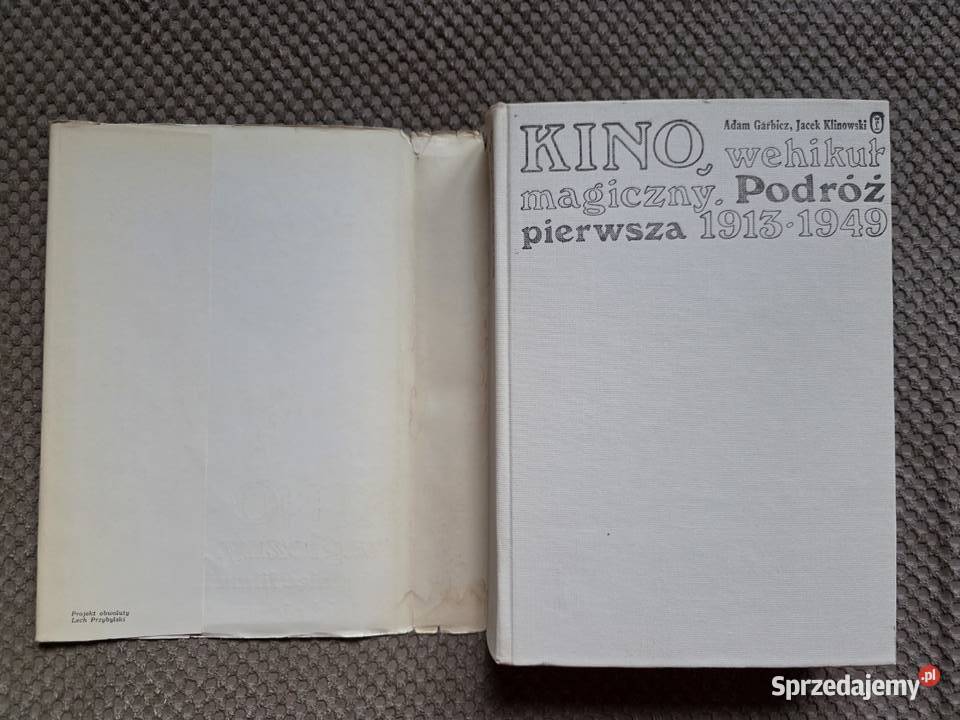 Adam Garbicz, Jacek Klinowski
KINO, wehikuł
magiczny. Podróż
pierwsza 1913-1949
Projekt obwoluty
Lech Przybylski
Sprzedajemy.pl